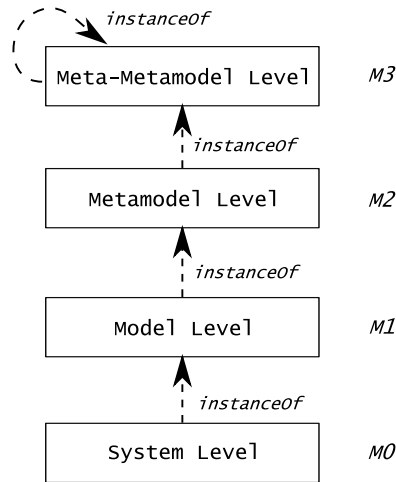 instanceOf
Meta-Metamodel Level M3
instanceOf
Metamodel Level M2
instanceOf
Model Level M1
instanceOf
System Level M0